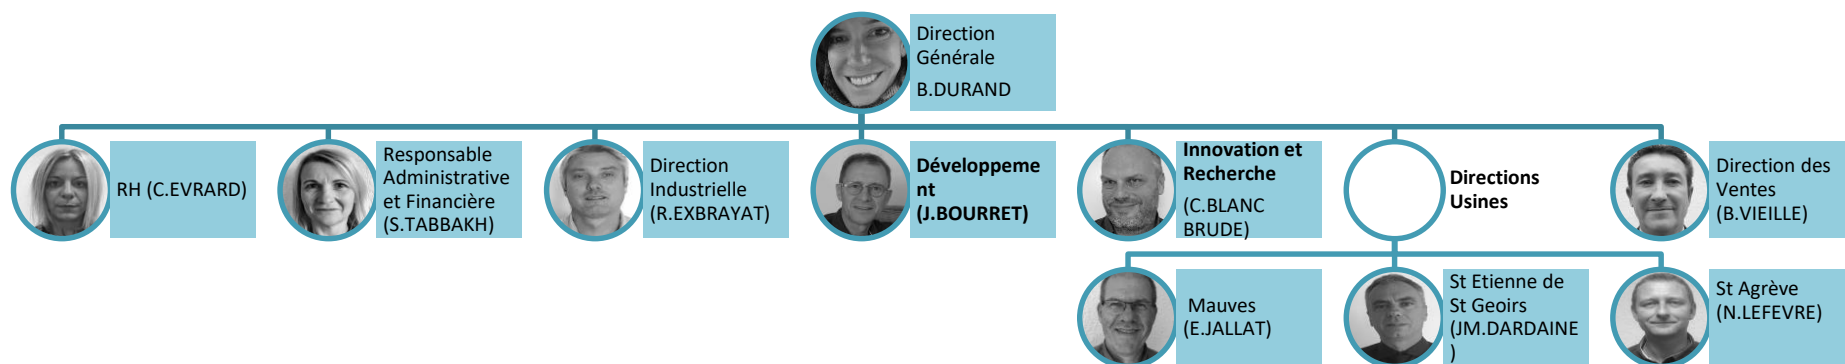 Direction
Générale
B.DURAND
RH (C.EVRARD)
Responsable
Administrative
et Financière
(S.TABBAKH)
Direction
Industrielle
(R.EXBRAYAT)
Développeme
nt
(J.BOURRET)
Innovation et
Recherche
(C.BLANC
BRUDE)
Directions
Usines
Direction des
Ventes
(B.VIEILLE)
Mauves
(E.JALLAT)
St Etienne de
St Geoirs
(JM.DARDAINE
)
St Agrève
(N.LEFEVRE)